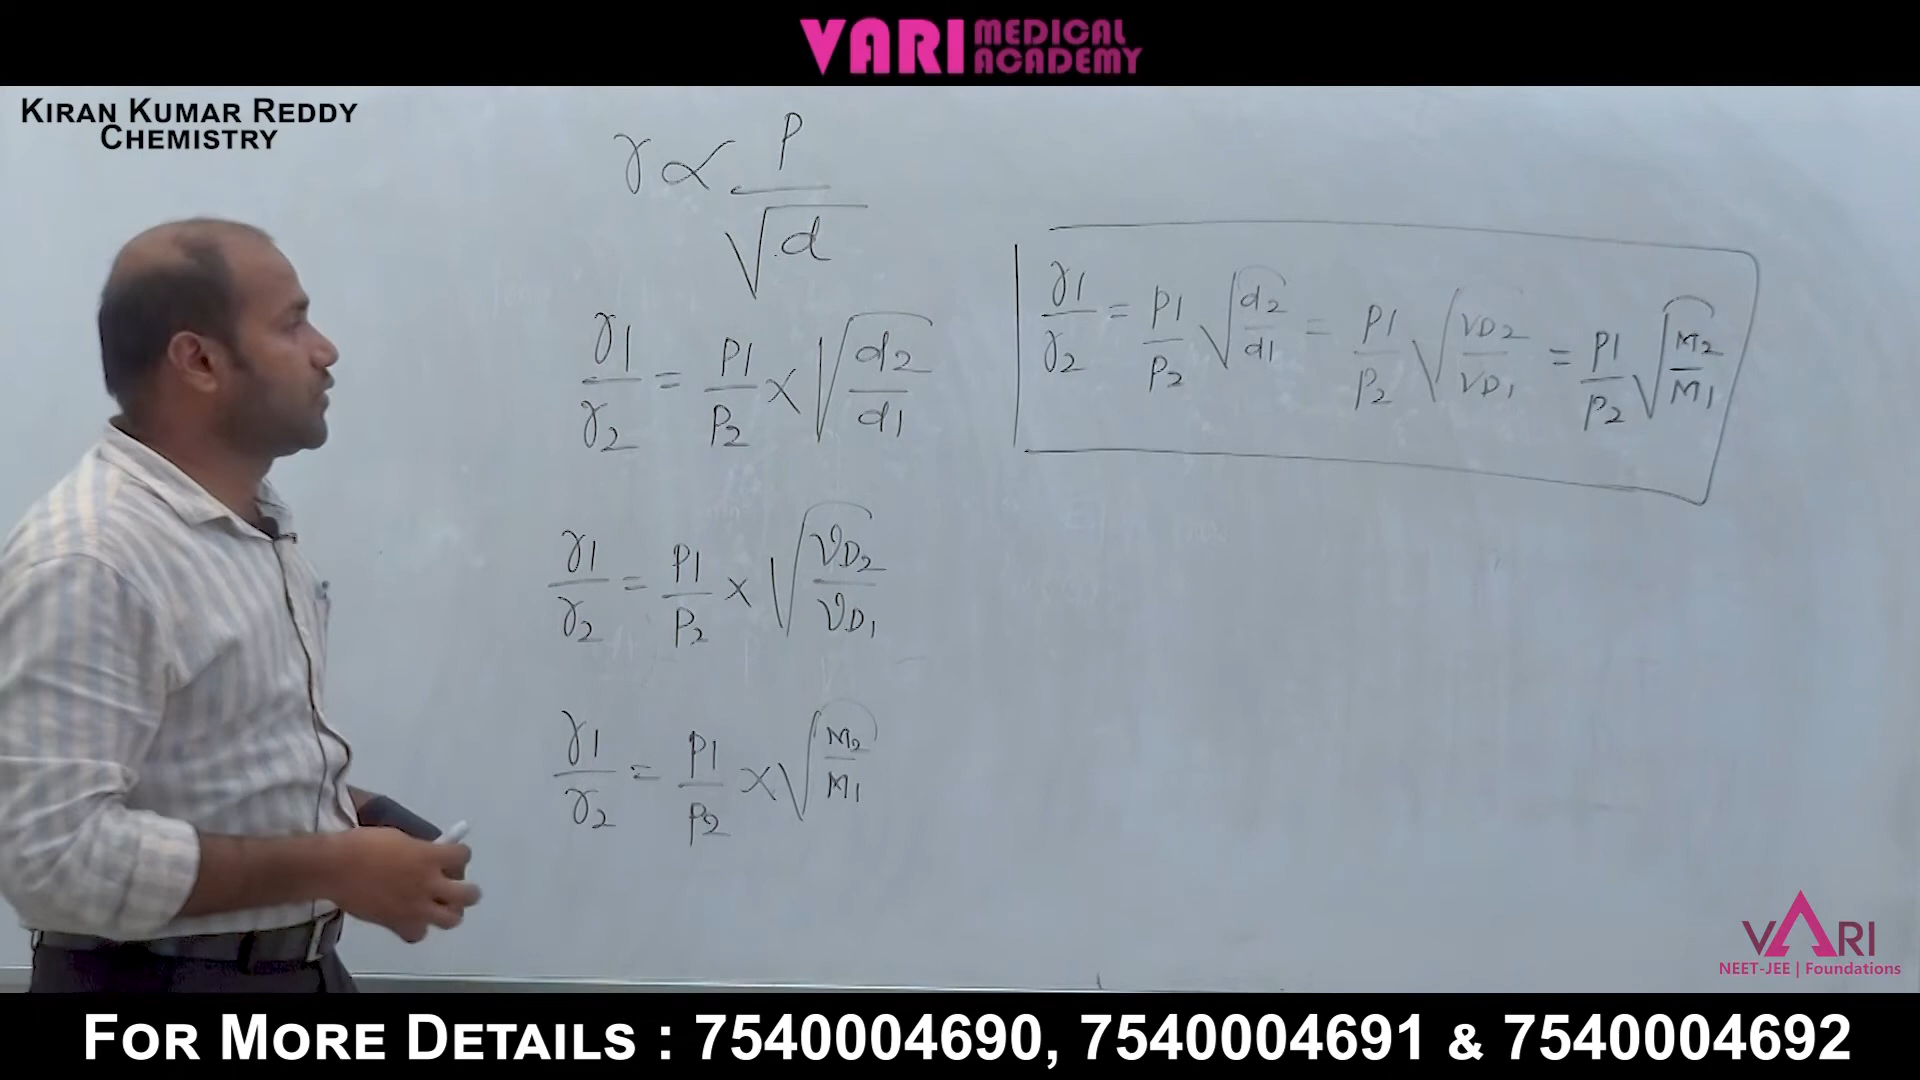 VARI MEDICAL ACADEMY
KIRAN KUMAR REDDY
CHEMISTRY
r ∝ P / √d
r1/r2 = P1/P2 × √(d2/d1)
r1/r2 = P1/P2 × √(VD2/VD1)
r1/r2 = P1/P2 × √(M2/M1)
r1/r2 = P1/P2 √(d2/d1) = P1/P2 √(VD2/VD1) = P1/P2 √(M2/M1)
VARI
NEET-JEE | Foundations
FOR MORE DETAILS : 7540004690, 7540004691 & 7540004692